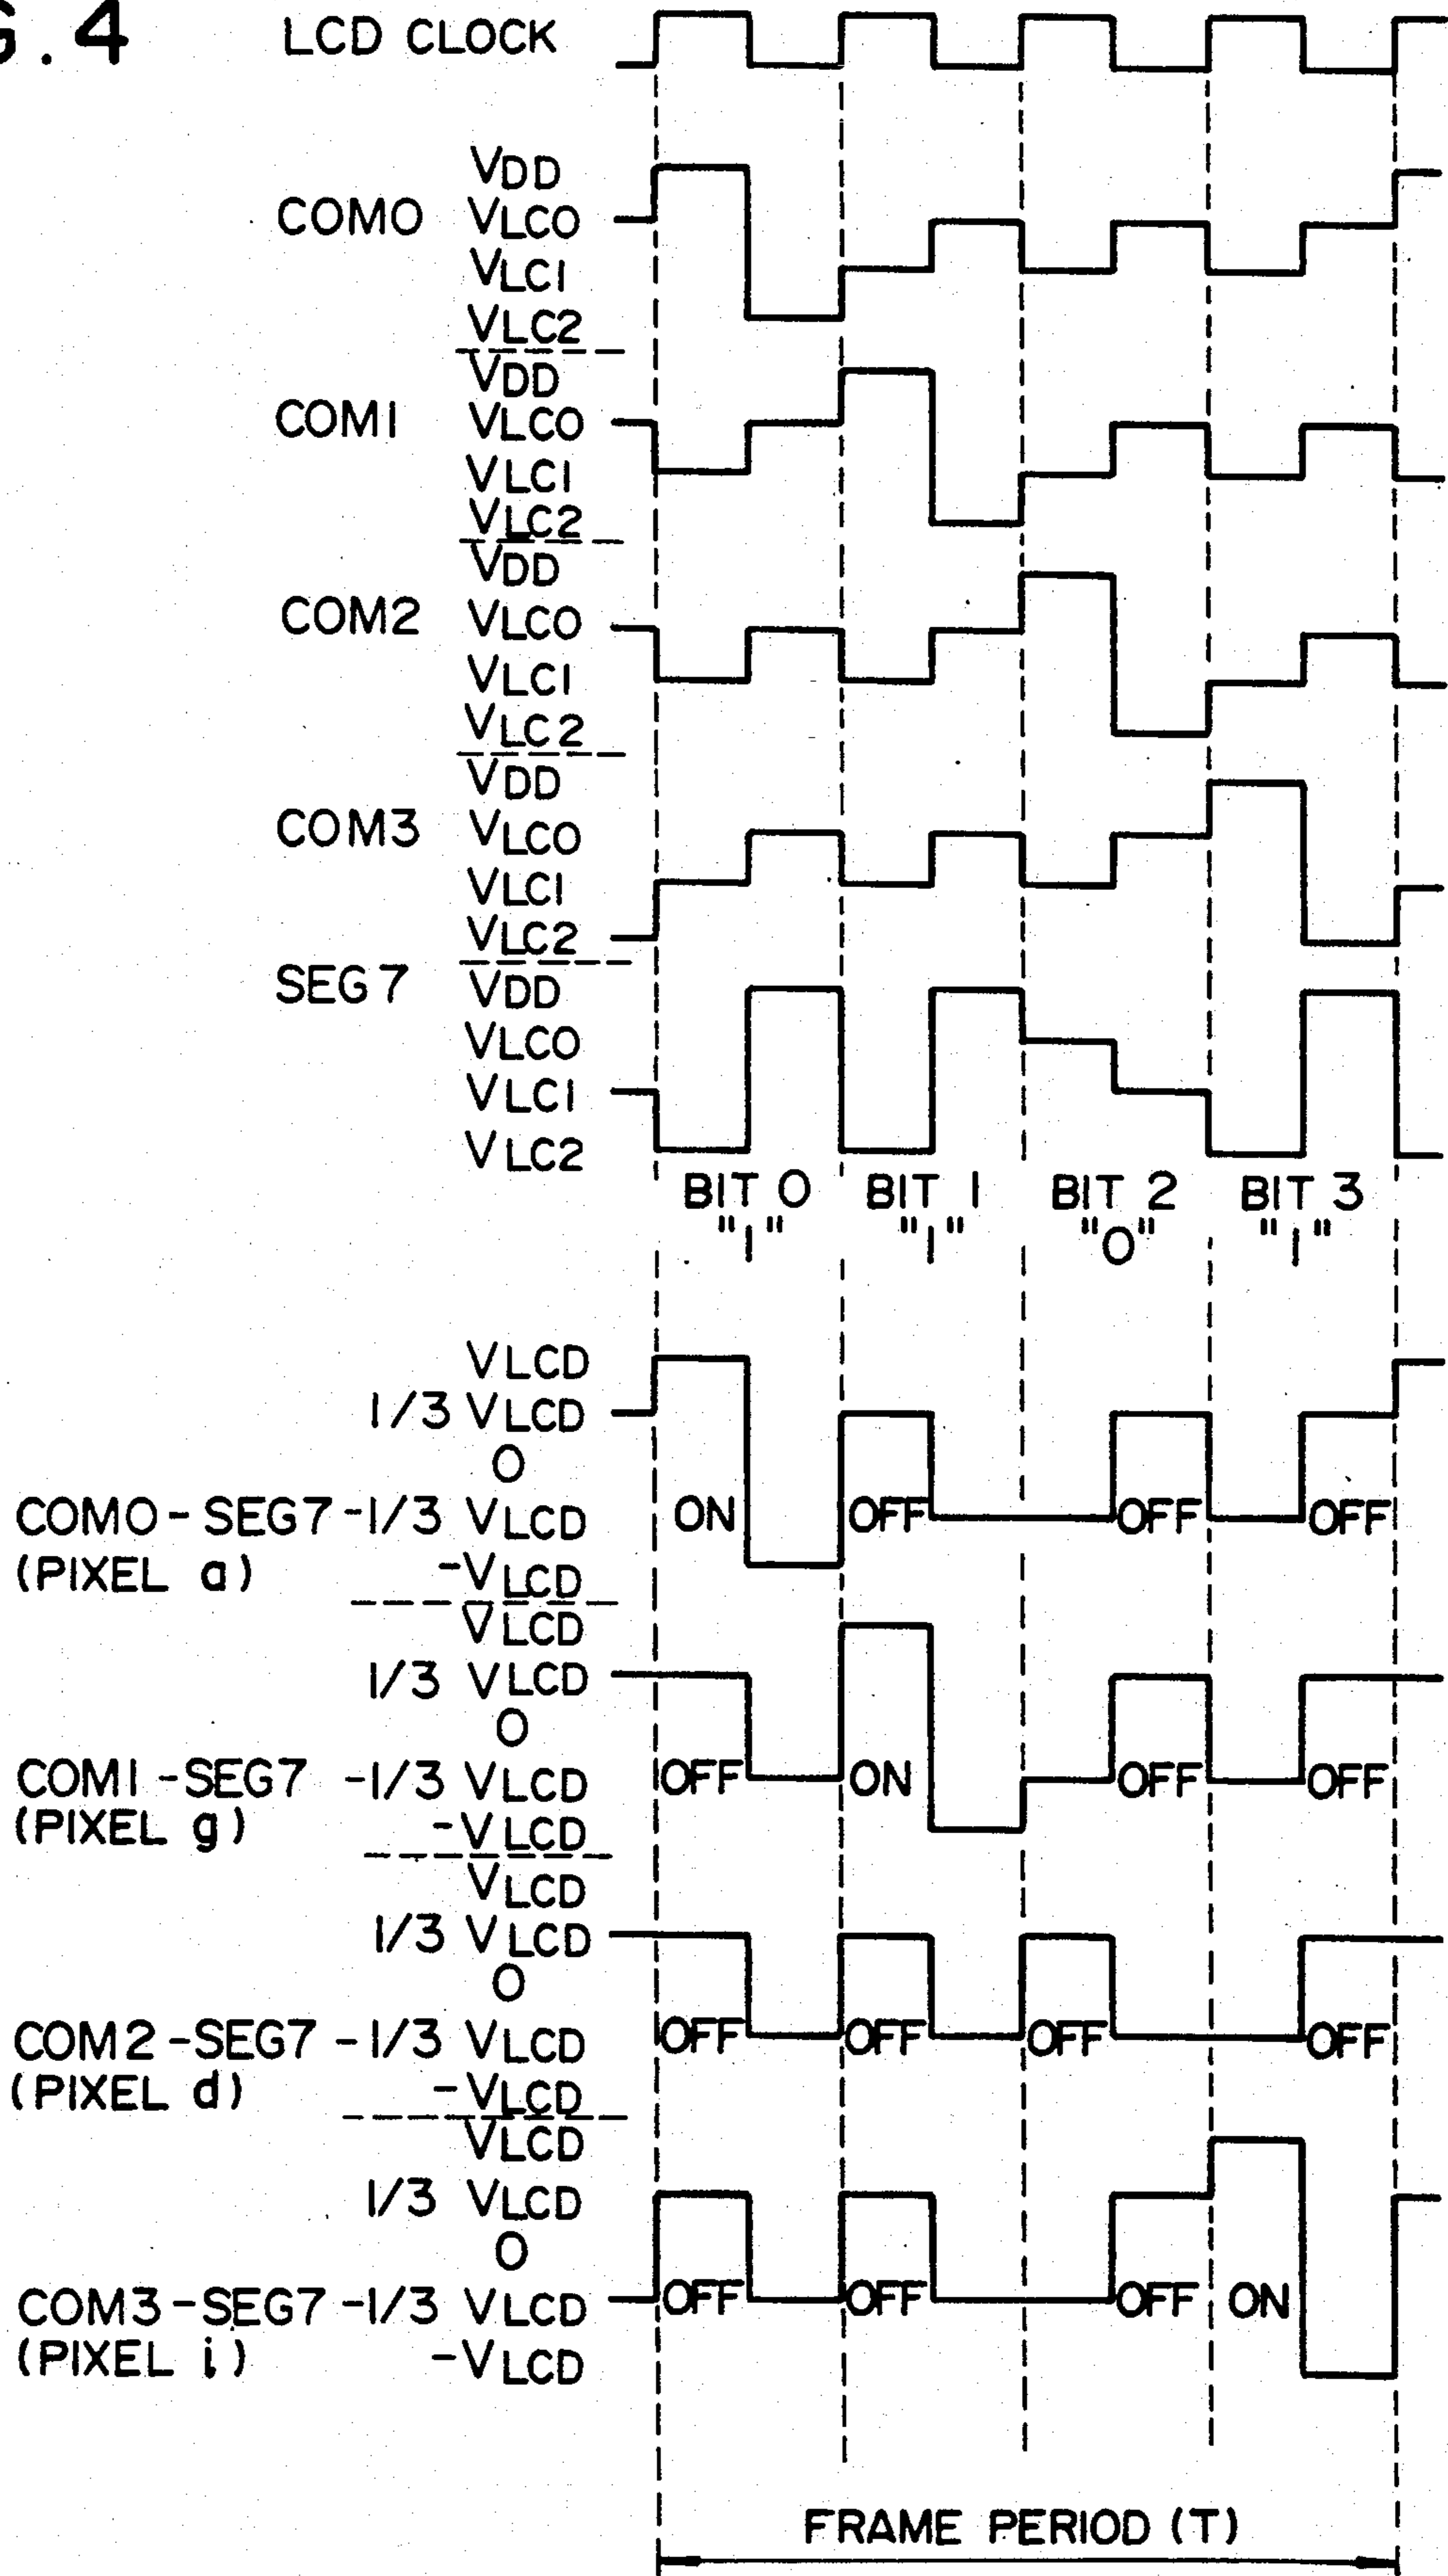 G.4
LCD CLOCK
VDD
COM0 VLC0
VLC1
VLC2
VDD
COM1 VLC0
VLC1
VLC2
VDD
COM2 VLC0
VLC1
VLC2
VDD
COM3 VLC0
VLC1
VLC2
SEG7 VDD
VLC0
VLC1
VLC2
BIT 0 BIT 1 BIT 2 BIT 3
"1" "1" "0" "1"
VLCD
1/3 VLCD
0
COM0-SEG7 -1/3 VLCD ON OFF OFF OFF
(PIXEL a) -VLCD
VLCD
1/3 VLCD
0
COM1-SEG7 -1/3 VLCD OFF ON OFF OFF
(PIXEL g) -VLCD
VLCD
1/3 VLCD
0
COM2-SEG7 -1/3 VLCD OFF OFF OFF OFF
(PIXEL d) -VLCD
VLCD
1/3 VLCD
0
COM3-SEG7 -1/3 VLCD OFF OFF OFF ON
(PIXEL i) -VLCD
FRAME PERIOD (T)